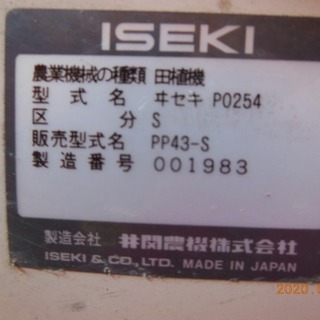 ISEKI
農業機械の種類 田植機
型式名 ヰセキ P0254
区分 S
販売型式名 PP43-S
製造番号 001983
製造会社 井関農機株式会社
ISEKI & CO., LTD. MADE IN JAPAN